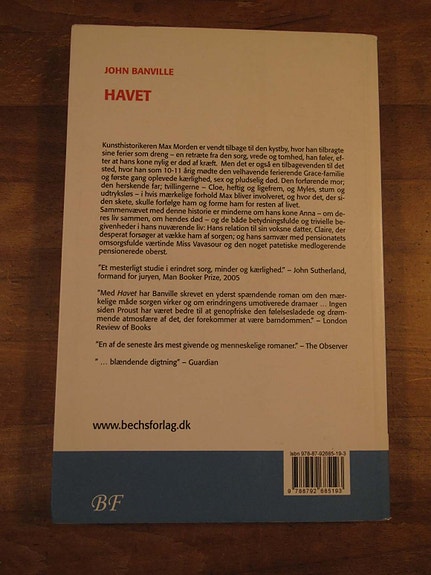 JOHN BANVILLE
HAVET
Kunsthistorikeren Max Morden er vendt tilbage til den kystby, hvor han tilbragte
sine ferier som dreng – en retræte fra den sorg, vrede og tomhed, han føler, ef-
ter at hans kone nylig er død af kræft. Men det er også en tilbagevenden til det
hav, hvor han som 10-11 årig mødte den velhavende ferierende Grace-familie
og første gang oplevede kærlighed, sex og pludselig død. Den forførende mor;
den herskende far; tvillingerne – Cloe, heftig og ligefrem, og Myles, stum og
udtryksløs – i hvis mærkelige forhold Max bliver involveret, og hvor det, der si-
den skete, skulle forfølge ham og forme ham for resten af livet.
Sammenvævet med denne historie er minderne om hans kone Anna – om de-
res liv sammen, om hendes død – og de både betydningsfulde og trivielle be-
givenheder i hans nuværende liv: Hans relation til sin voksne datter, Claire, der
desperat forsøger at vække ham af sorgen; og hans samvær med pensionatets
omsorgsfulde værtinde Miss Vavasour og den noget patetiske medlogerende
pensionerede oberst.
"Et mesterligt studie i erindret sorg, minder og kærlighed." – John Sutherland,
formand for juryen, Man Booker Prize, 2005
"Med Havet har Banville skrevet en yderst spændende roman om den mær-
kelige måde sorgen virker og om erindringens umotiverede dramaer ... Ingen
siden Proust har været bedre til at genopfriske den følelsesladede og drøm-
mende atmosfære af det, der forekommer at være barndommen." – London
Review of Books
"En af de seneste års mest givende og menneskelige romaner." – The Observer
" ... blændende digtning" – Guardian
www.bechsforlag.dk
Isbn 978-87-92685-19-3
9 788792 685193
BF